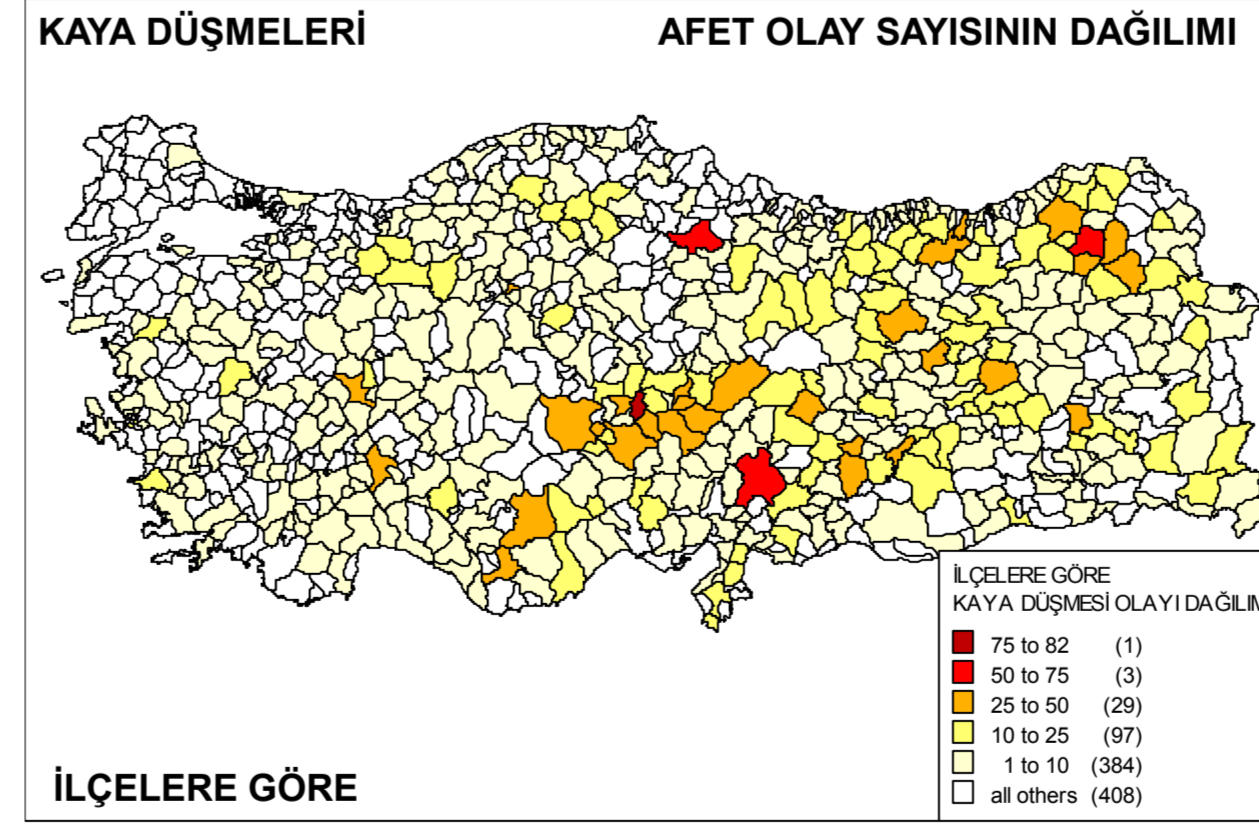 KAYA DÜŞMELERİ
AFET OLAY SAYISININ DAĞILIMI
İLÇELERE GÖRE
KAYA DÜŞMESİ OLAYI DAĞILIM
75 to 82 (1)
50 to 75 (3)
25 to 50 (29)
10 to 25 (97)
1 to 10 (384)
all others (408)
İLÇELERE GÖRE